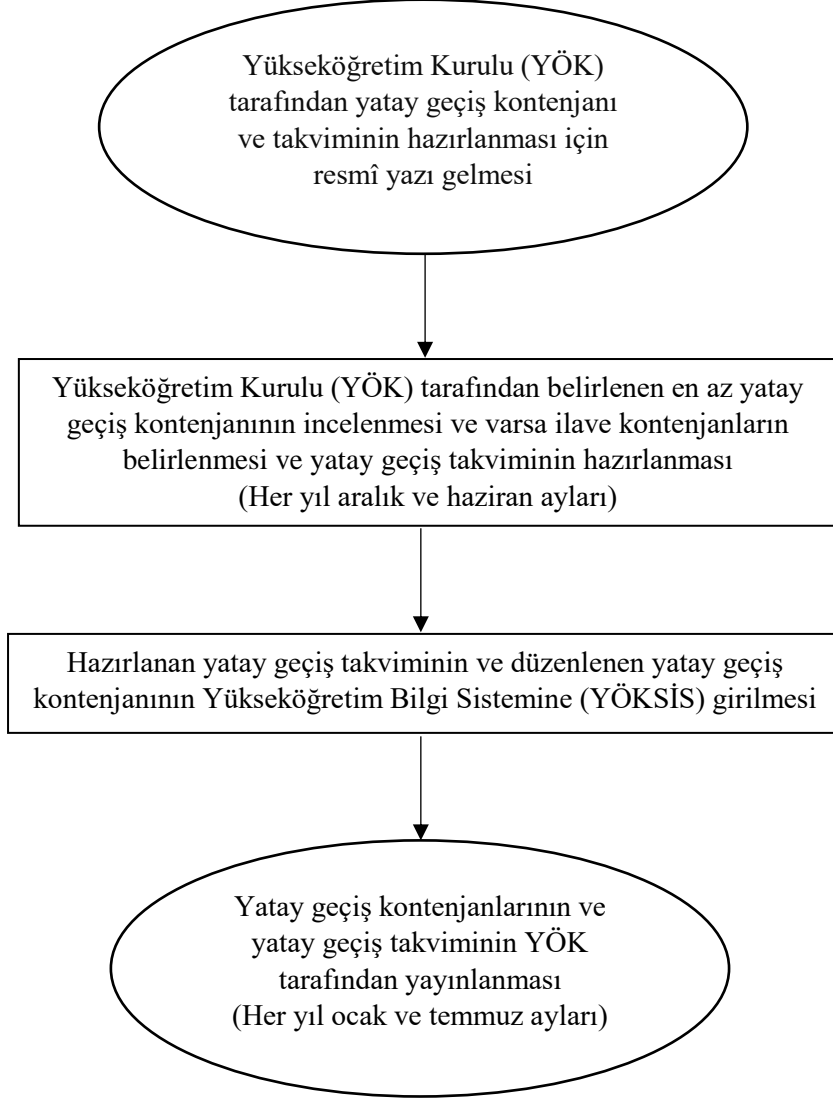 Yükseköğretim Kurulu (YÖK)
tarafından yatay geçiş kontenjanı
ve takviminin hazırlanması için
resmî yazı gelmesi
Yükseköğretim Kurulu (YÖK) tarafından belirlenen en az yatay
geçiş kontenjanının incelenmesi ve varsa ilave kontenjanların
belirlenmesi ve yatay geçiş takviminin hazırlanması
(Her yıl aralık ve haziran ayları)
Hazırlanan yatay geçiş takviminin ve düzenlenen yatay geçiş
kontenjanının Yükseköğretim Bilgi Sistemine (YÖKSİS) girilmesi
Yatay geçiş kontenjanlarının ve
yatay geçiş takviminin YÖK
tarafından yayınlanması
(Her yıl ocak ve temmuz ayları)